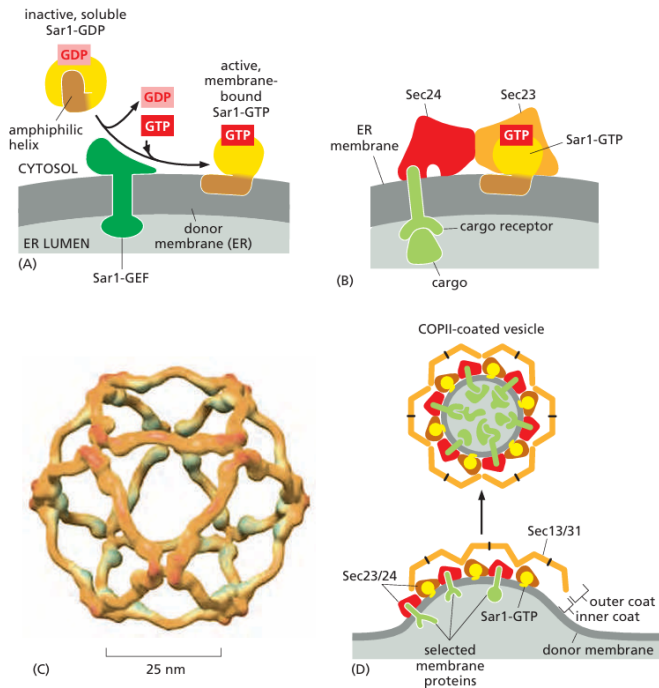 inactive, soluble
Sar1-GDP
GDP
amphiphilic
helix
GDP
GTP
active,
membrane-
bound
Sar1-GTP
GTP
CYTOSOL
donor
membrane (ER)
ER LUMEN
Sar1-GEF
(A)
Sec24
Sec23
ER
membrane
GTP
Sar1-GTP
cargo receptor
cargo
(B)
(C)
25 nm
COPII-coated vesicle
Sec13/31
Sec23/24
Sar1-GTP
outer coat
inner coat
selected
membrane
proteins
donor membrane
(D)